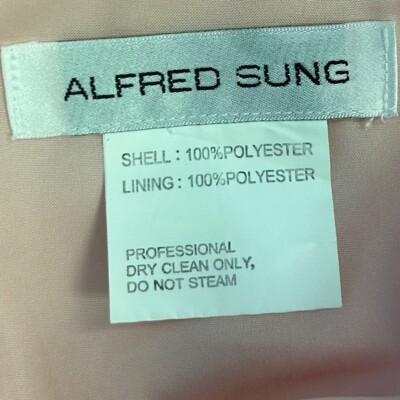 ALFRED SUNG
SHELL : 100%POLYESTER
LINING : 100%POLYESTER
PROFESSIONAL
DRY CLEAN ONLY,
DO NOT STEAM